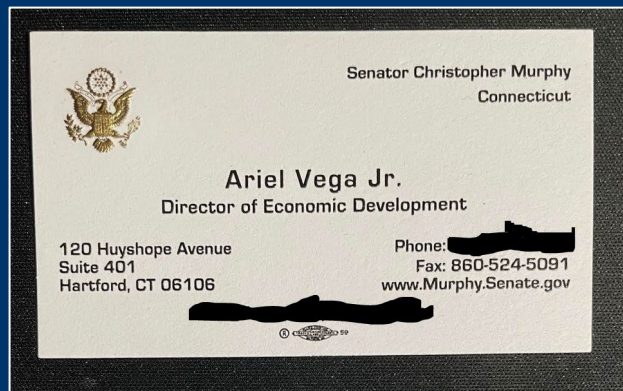 Senator Christopher Murphy
Connecticut
Ariel Vega Jr.
Director of Economic Development
120 Huyshope Avenue
Suite 401
Hartford, CT 06106
Phone:
Fax: 860-524-5091
www.Murphy.Senate.gov
59